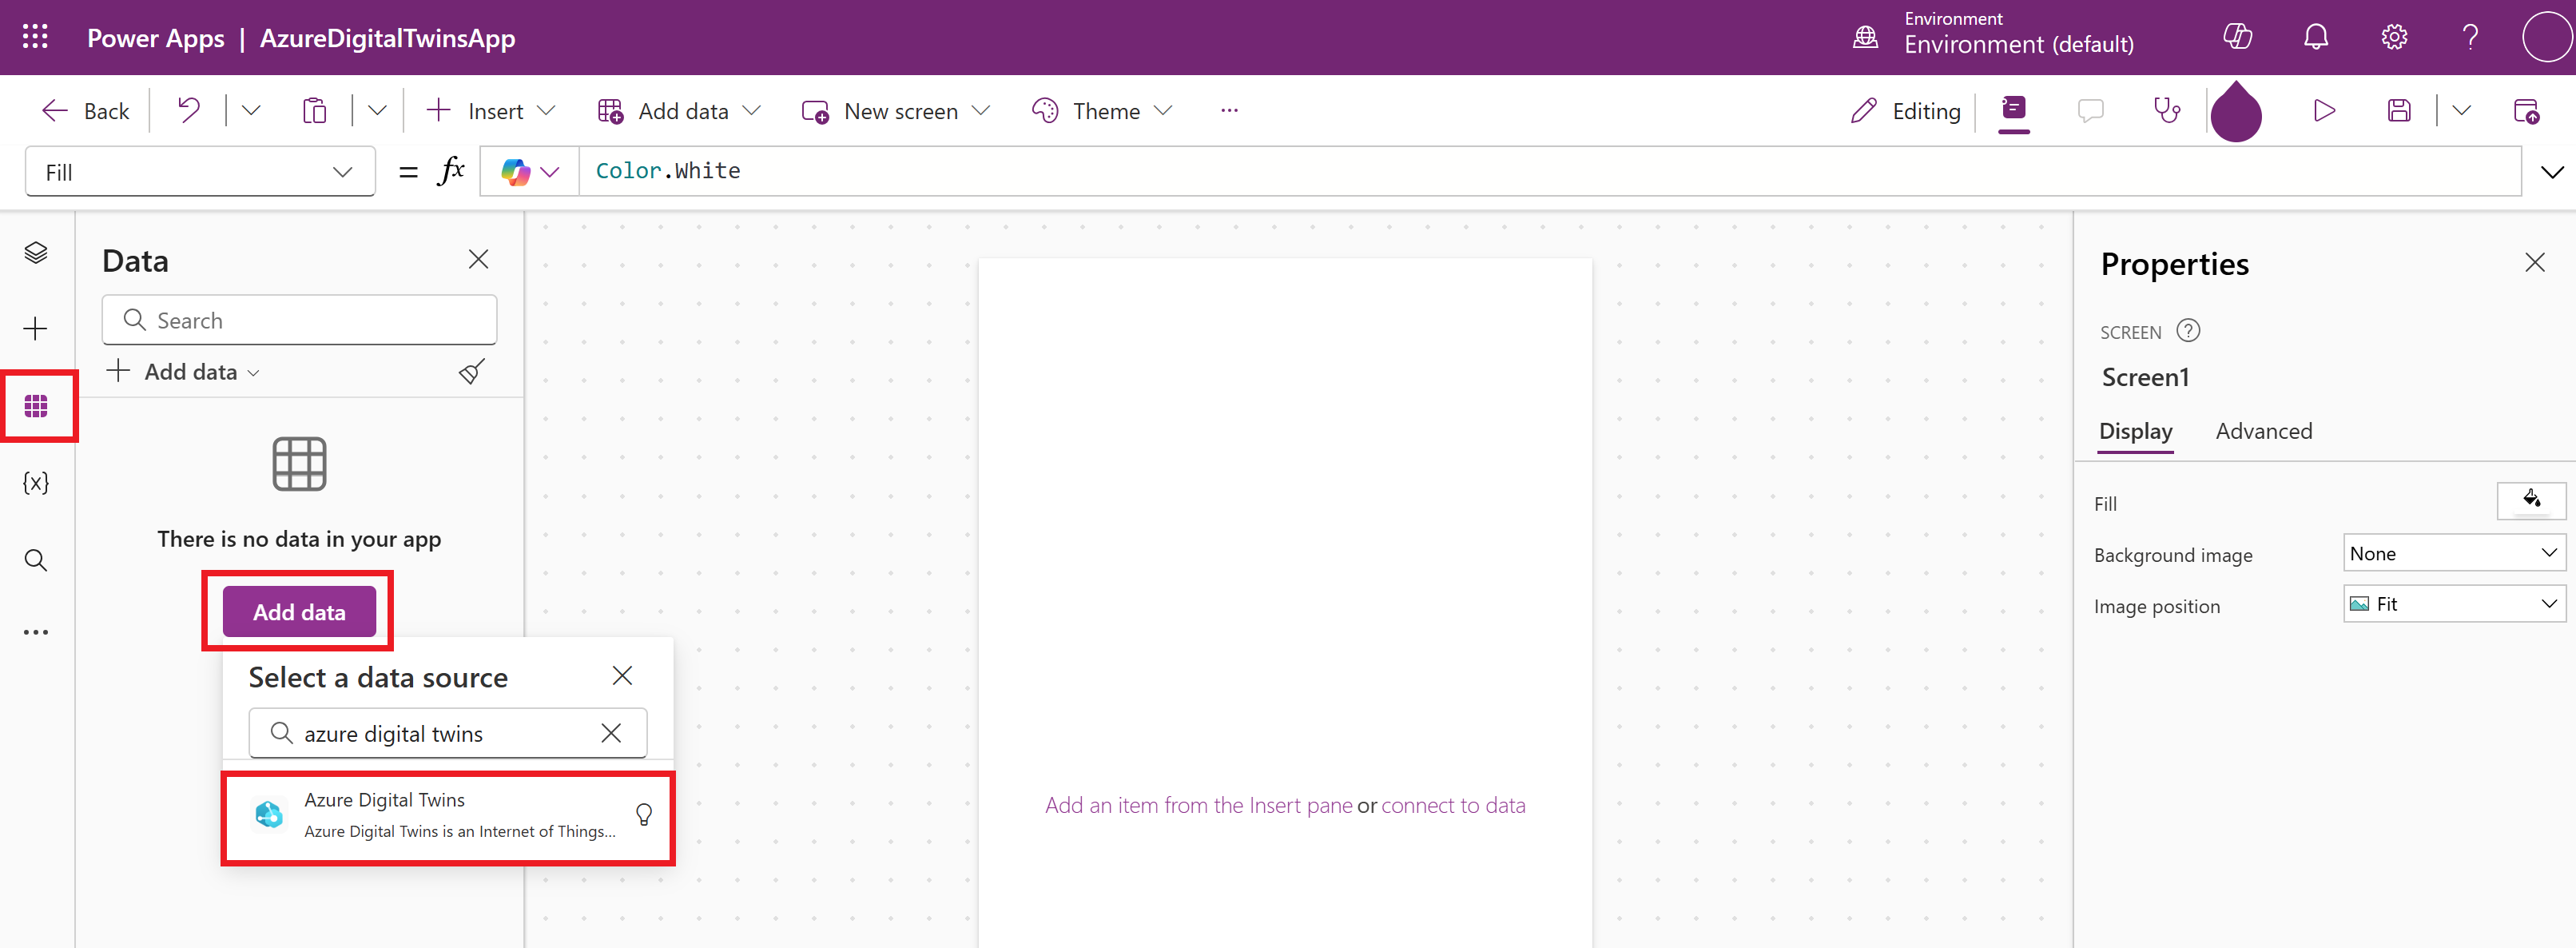 Power Apps | AzureDigitalTwinsApp
Environment
Environment (default)
Back
Insert
Add data
New screen
Theme
Editing
Fill
= fx
Color.White
Data
Search
Add data
There is no data in your app
Add data
Select a data source
azure digital twins
Azure Digital Twins
Azure Digital Twins is an Internet of Things...
Add an item from the Insert pane or connect to data
Properties
SCREEN
Screen1
Display Advanced
Fill
Background image None
Image position Fit